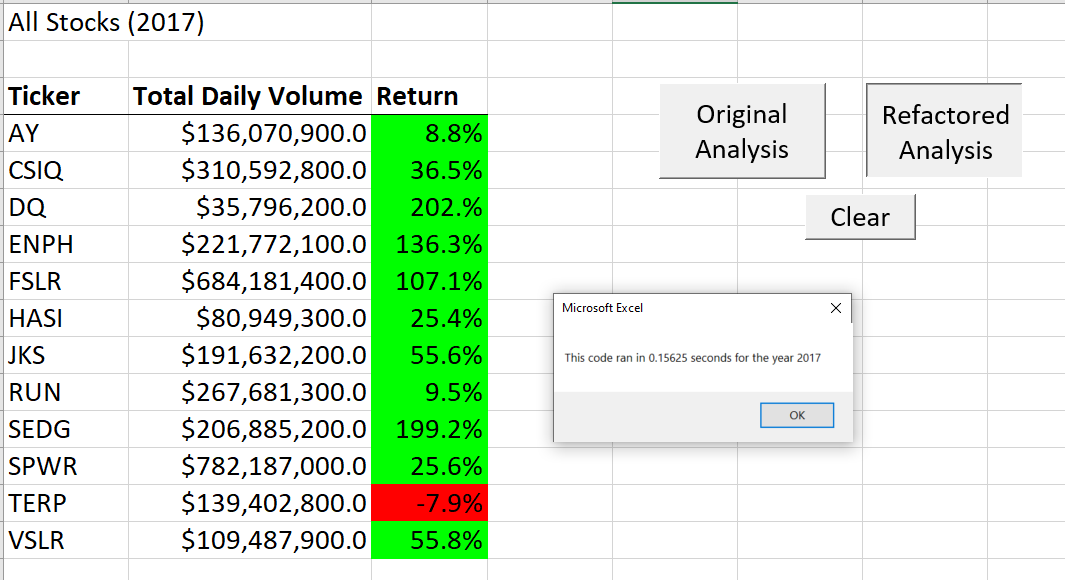 All Stocks (2017)
Ticker Total Daily Volume Return
AY $136,070,900.0 8.8%
CSIQ $310,592,800.0 36.5%
DQ $35,796,200.0 202.%
ENPH $221,772,100.0 136.3%
FSLR $684,181,400.0 107.1%
HASI $80,949,300.0 25.4%
JKS $191,632,200.0 55.6%
RUN $267,681,300.0 9.5%
SEDG $206,885,200.0 199.2%
SPWR $782,187,000.0 25.6%
TERP $139,402,800.0 -7.9%
VSLR $109,487,900.0 55.8%
Original
Analysis
Refactored
Analysis
Clear
Microsoft Excel
This code ran in 0.15625 seconds for the year 2017
OK